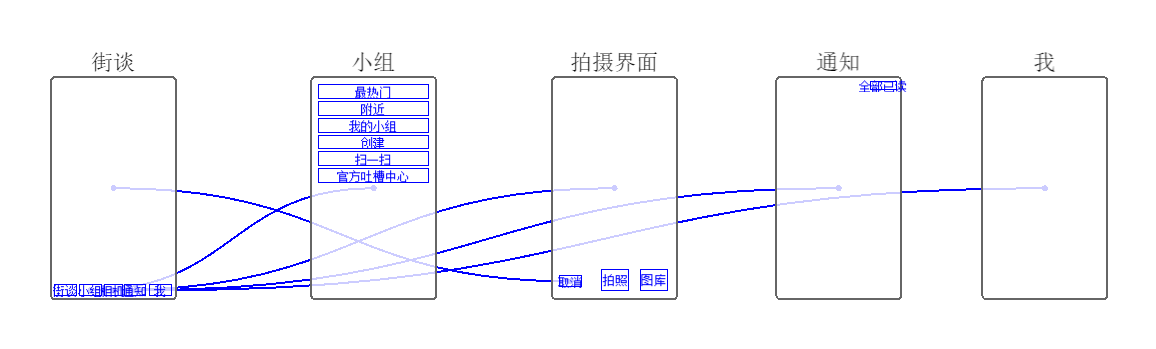 街谈 小组 拍摄界面 通知 我
全部已读
最热门
附近
我的小组
创建
扫一扫
官方吐槽中心
取消 拍照 图库
街谈 小组 相机 通知 我